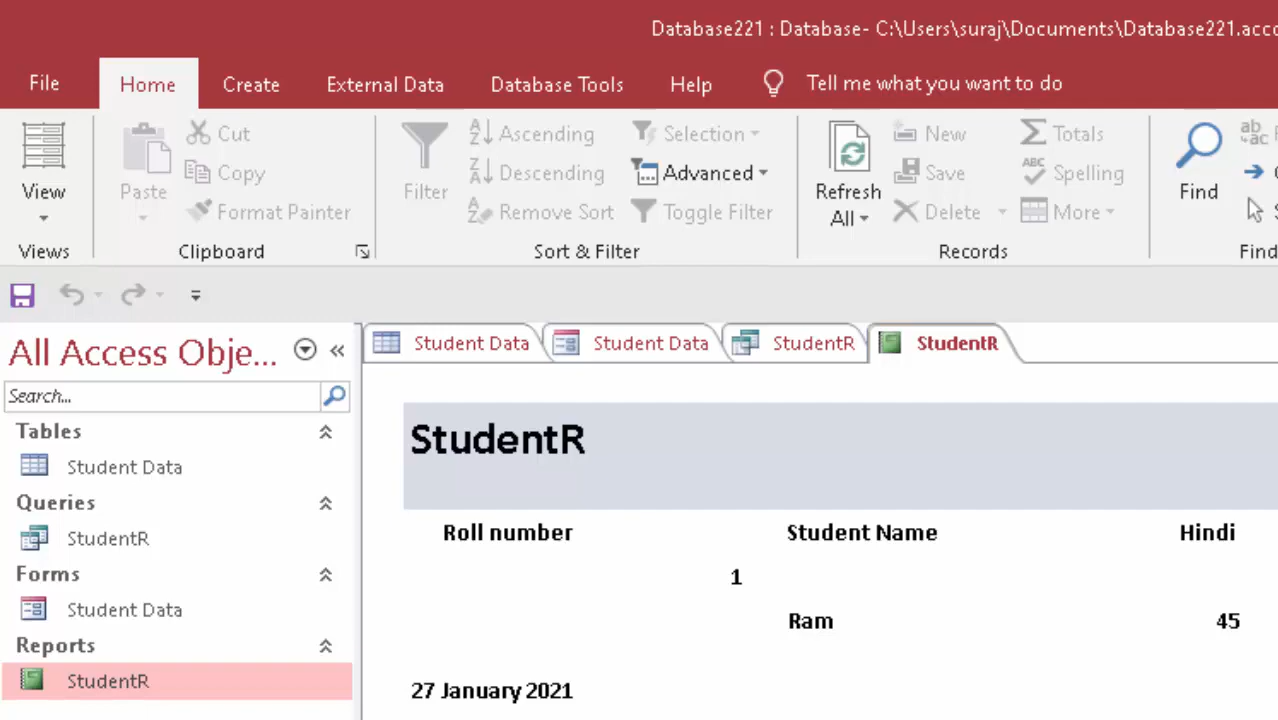 Database221 : Database- C:\Users\suraj\Documents\Database221.acc
File Home Create External Data Database Tools Help Tell me what you want to do
View
Views
Paste
Cut
Copy
Format Painter
Clipboard
Filter
Ascending
Descending
Remove Sort
Selection
Advanced
Toggle Filter
Sort & Filter
Refresh
All
New
Save
Delete
Totals
Spelling
More
Records
Find
Find
All Access Obje...
Search...
Tables
Student Data
Queries
StudentR
Forms
Student Data
Reports
StudentR
Student Data Student Data StudentR StudentR
StudentR
Roll number Student Name Hindi
1
Ram 45
27 January 2021